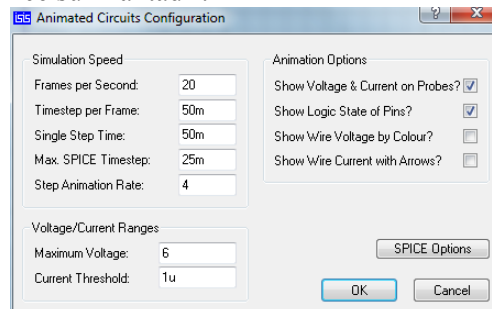 ISIS Animated Circuits Configuration
Simulation Speed
Frames per Second: 20
Timestep per Frame: 50m
Single Step Time: 50m
Max. SPICE Timestep: 25m
Step Animation Rate: 4
Voltage/Current Ranges
Maximum Voltage: 6
Current Threshold: 1u
Animation Options
Show Voltage & Current on Probes?
Show Logic State of Pins?
Show Wire Voltage by Colour?
Show Wire Current with Arrows?
SPICE Options
OK Cancel